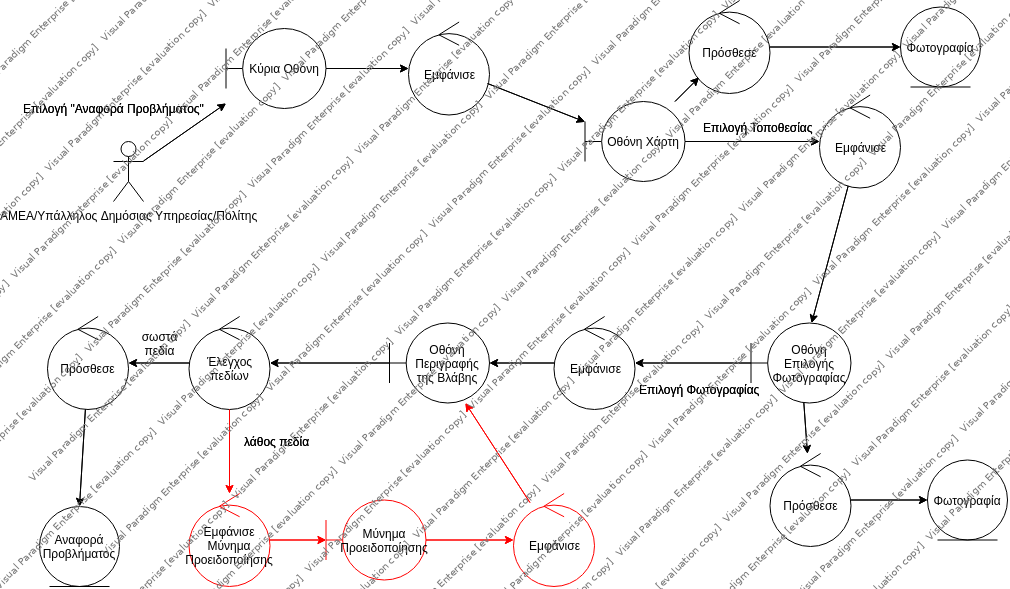 Κύρια Οθόνη
Εμφάνισε
Πρόσθεσε
Φωτογραφία
Επιλογή "Αναφορά Προβλήματος"
Οθόνη Χάρτη
Επιλογή Τοποθεσίας
Εμφάνισε
ΑΜΕΑ/Υπάλληλος Δημόσιας Υπηρεσίας/Πολίτης
Πρόσθεσε
σωστά
πεδία
Έλεγχος
πεδίων
Οθόνη
Περιγραφής
της Βλάβης
Εμφάνισε
Επιλογή Φωτογραφίας
Οθόνη
Επιλογής
Φωτογραφίας
λάθος πεδία
Πρόσθεσε
Φωτογραφία
Αναφορά
Προβλήματος
Εμφάνισε
Μύνημα
Προειδοποίησης
Μύνημα
Προειδοποίησης
Εμφάνισε
Visual Paradigm Enterprise [evaluation copy]